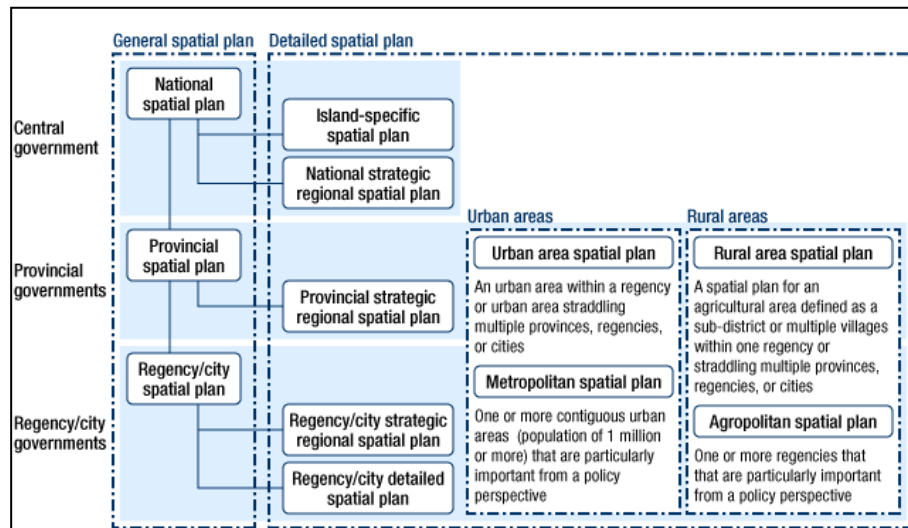 General spatial plan
Detailed spatial plan
Central
government
National
spatial plan
Island-specific
spatial plan
National strategic
regional spatial plan
Provincial
governments
Provincial
spatial plan
Provincial strategic
regional spatial plan
Regency/city
governments
Regency/city
spatial plan
Regency/city strategic
regional spatial plan
Regency/city detailed
spatial plan
Urban areas
Urban area spatial plan
An urban area within a regency
or urban area straddling
multiple provinces, regencies,
or cities
Metropolitan spatial plan
One or more contiguous urban
areas (population of 1 million
or more) that are particularly
important from a policy
perspective
Rural areas
Rural area spatial plan
A spatial plan for an
agricultural area defined as a
sub-district or multiple villages
within one regency or
straddling multiple provinces,
regencies, or cities
Agropolitan spatial plan
One or more regencies that
that are particularly important
from a policy perspective